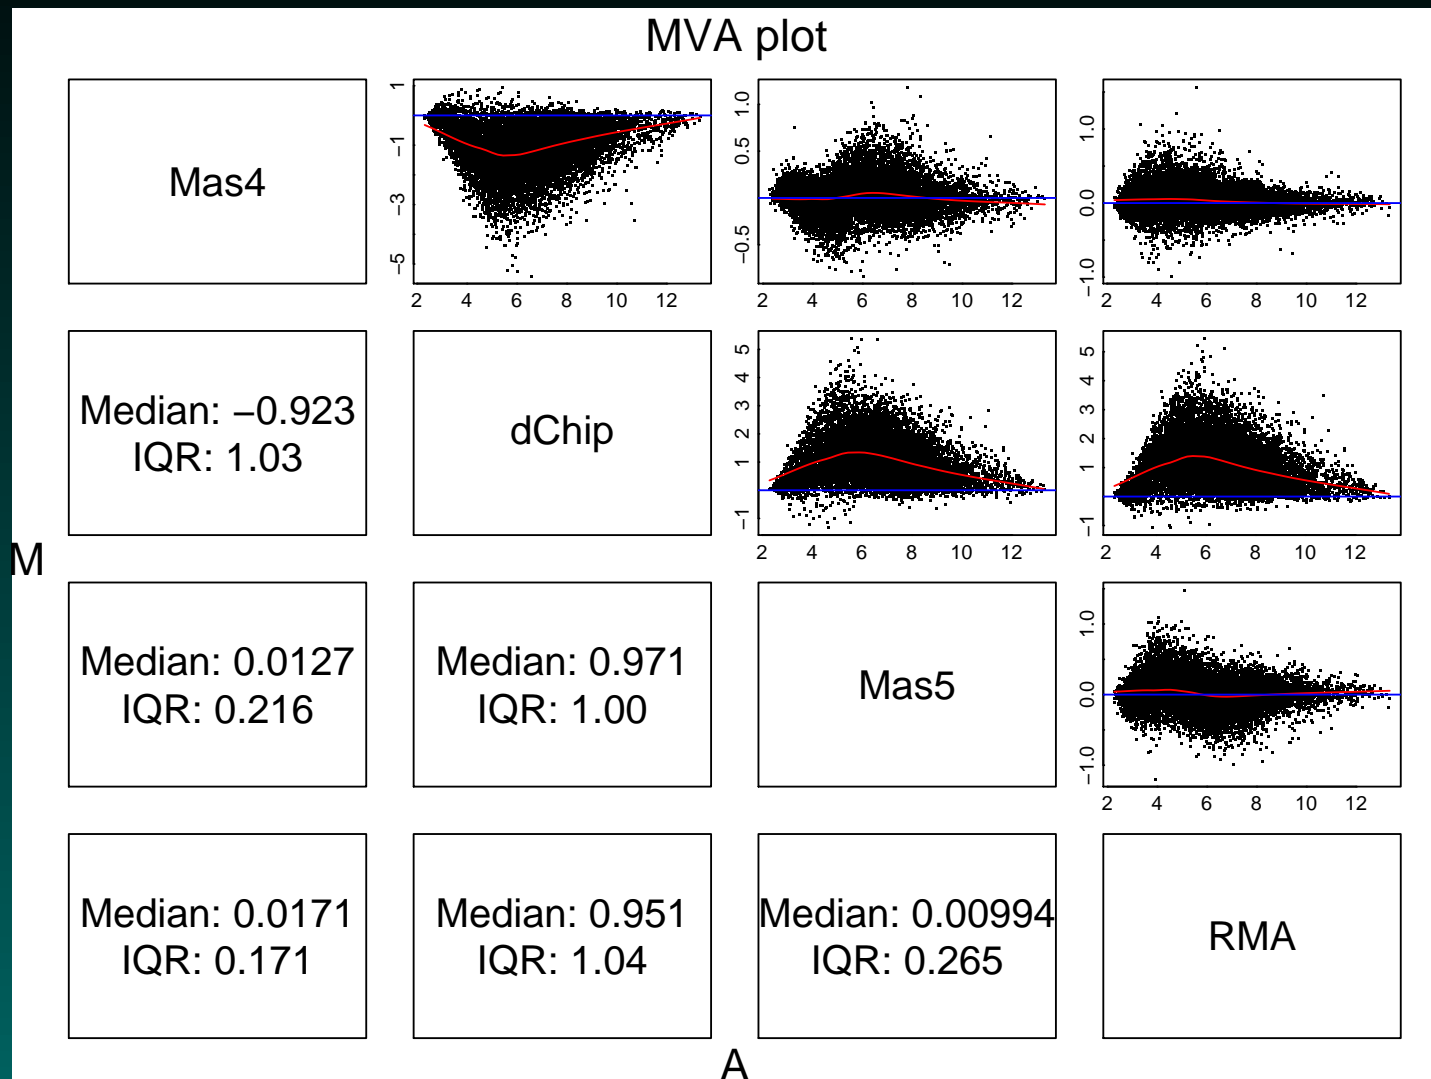 MVA plot
Mas4
1
−1
−3
−5
2 4 6 8 10 12
1.0
0.5
−0.5
2 4 6 8 10 12
1.0
0.0
−1.0
2 4 6 8 10 12
Median: −0.923
IQR: 1.03
dChip
5
4
3
2
1
−1
2 4 6 8 10 12
5
4
3
2
1
−1
2 4 6 8 10 12
M
Median: 0.0127
IQR: 0.216
Median: 0.971
IQR: 1.00
Mas5
1.0
0.0
−1.0
2 4 6 8 10 12
Median: 0.0171
IQR: 0.171
Median: 0.951
IQR: 1.04
Median: 0.00994
IQR: 0.265
RMA
A